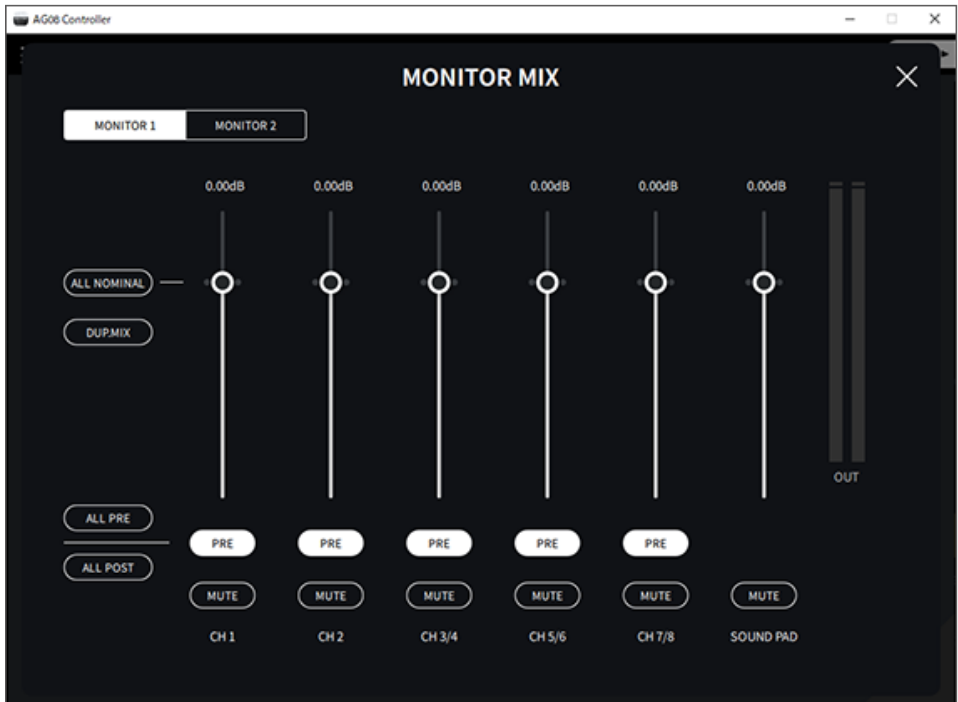 AG08 Controller
MONITOR MIX
MONITOR 1 MONITOR 2
0.00dB 0.00dB 0.00dB 0.00dB 0.00dB 0.00dB
ALL NOMINAL
DUP.MIX
OUT
ALL PRE
PRE PRE PRE PRE PRE
ALL POST
MUTE MUTE MUTE MUTE MUTE MUTE
CH 1 CH 2 CH 3/4 CH 5/6 CH 7/8 SOUND PAD